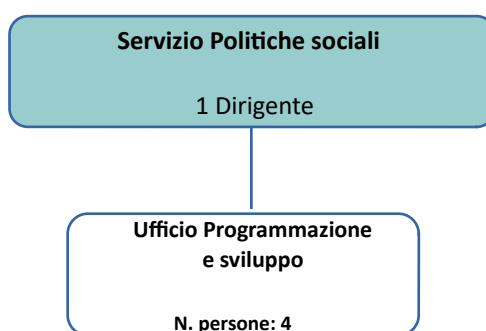 Servizio Politiche sociali
1 Dirigente
Ufficio Programmazione
e sviluppo
N. persone: 4